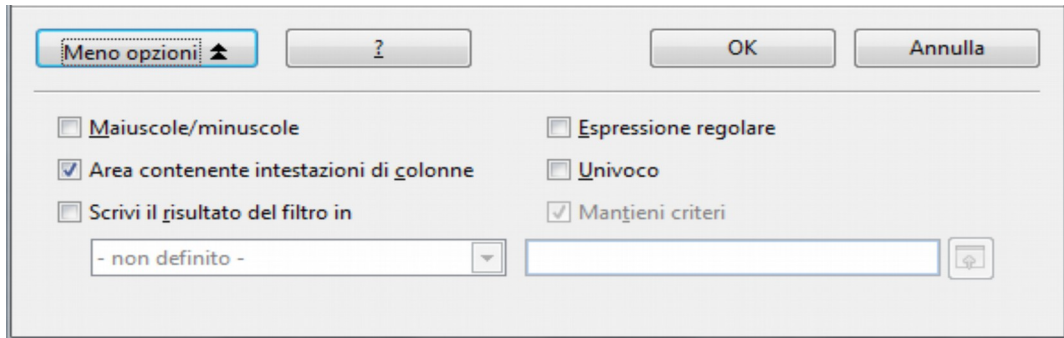 Meno opzioni ? OK Annulla
Maiuscole/minuscole Espressione regolare
Area contenente intestazioni di colonne Univoco
Scrivi il risultato del filtro in Mantieni criteri
- non definito -